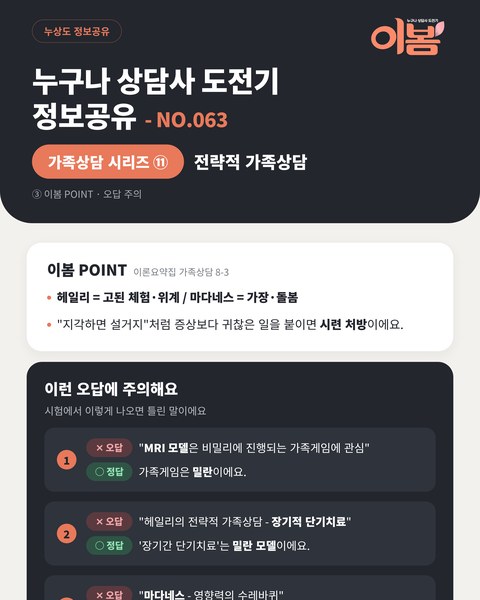 누상도 정보공유
누구나 상담사 도전기
이봄
누구나 상담사 도전기
정보공유 - NO.063
가족상담 시리즈 ⑪ 전략적 가족상담
③ 이봄 POINT · 오답 주의
이봄 POINT 이론요약집 가족상담 8-3
• 헤일리 = 고된 체험·위계 / 마다네스 = 가장·돌봄
• "지각하면 설거지"처럼 증상보다 귀찮은 일을 붙이면 시련 처방이에요.
이런 오답에 주의해요
시험에서 이렇게 나오면 틀린 말이에요
1 × 오답 "MRI 모델은 비밀리에 진행되는 가족게임에 관심"
○ 정답 가족게임은 밀란이에요.
2 × 오답 "헤일리의 전략적 가족상담 - 장기적 단기치료"
○ 정답 '장기간 단기치료'는 밀란 모델이에요.
× 오답 "마다네스 - 영향력의 수레바퀴"